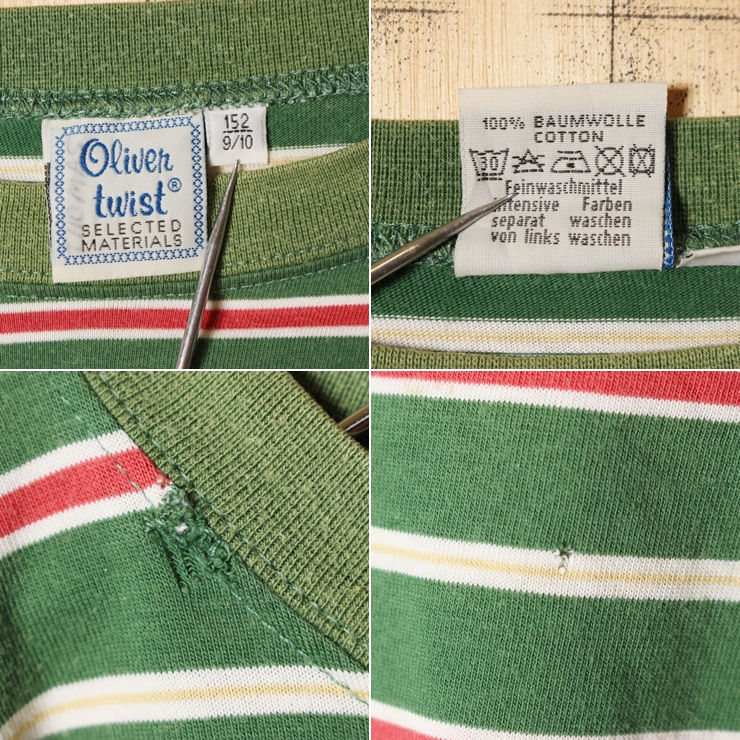 Oliver
twist®
SELECTED
MATERIALS
152
9/10
100% BAUMWOLLE
COTTON
30
Feinwaschmittel
intensive Farben
separat waschen
von links waschen